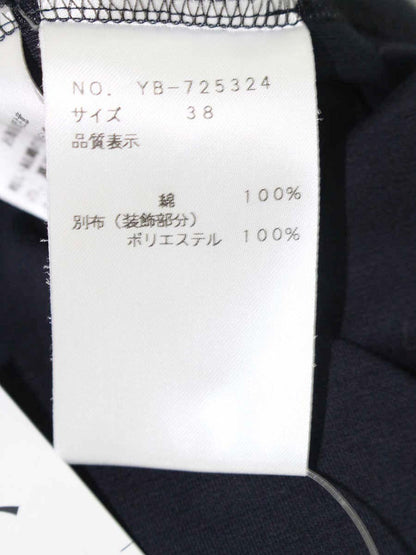 NO. YB-725324
サイズ 38
品質表示
綿 100%
別布(装飾部分)
ポリエステル 100%